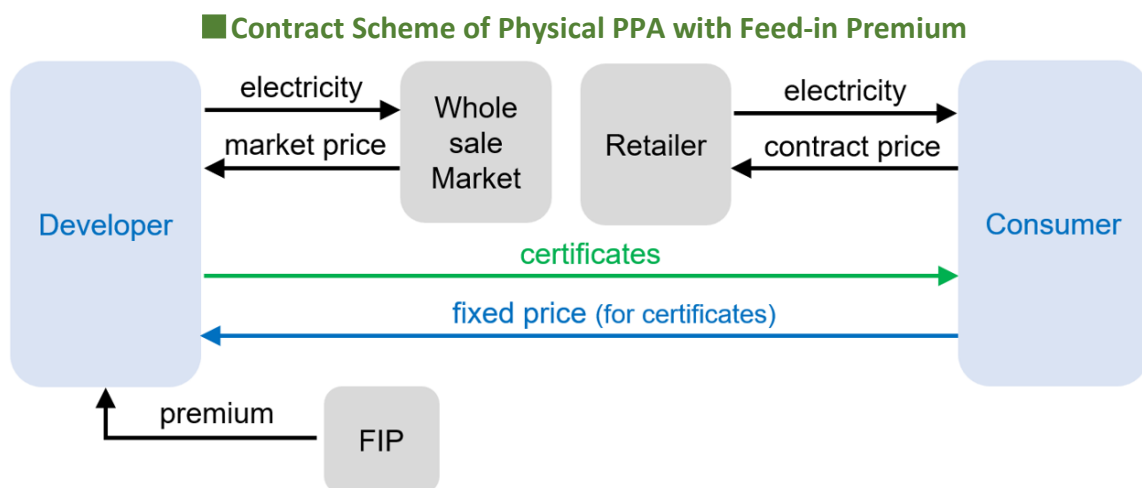 Contract Scheme of Physical PPA with Feed-in Premium
electricity
market price
Whole
sale
Market
Retailer
electricity
contract price
Developer
Consumer
certificates
fixed price (for certificates)
premium
FIP